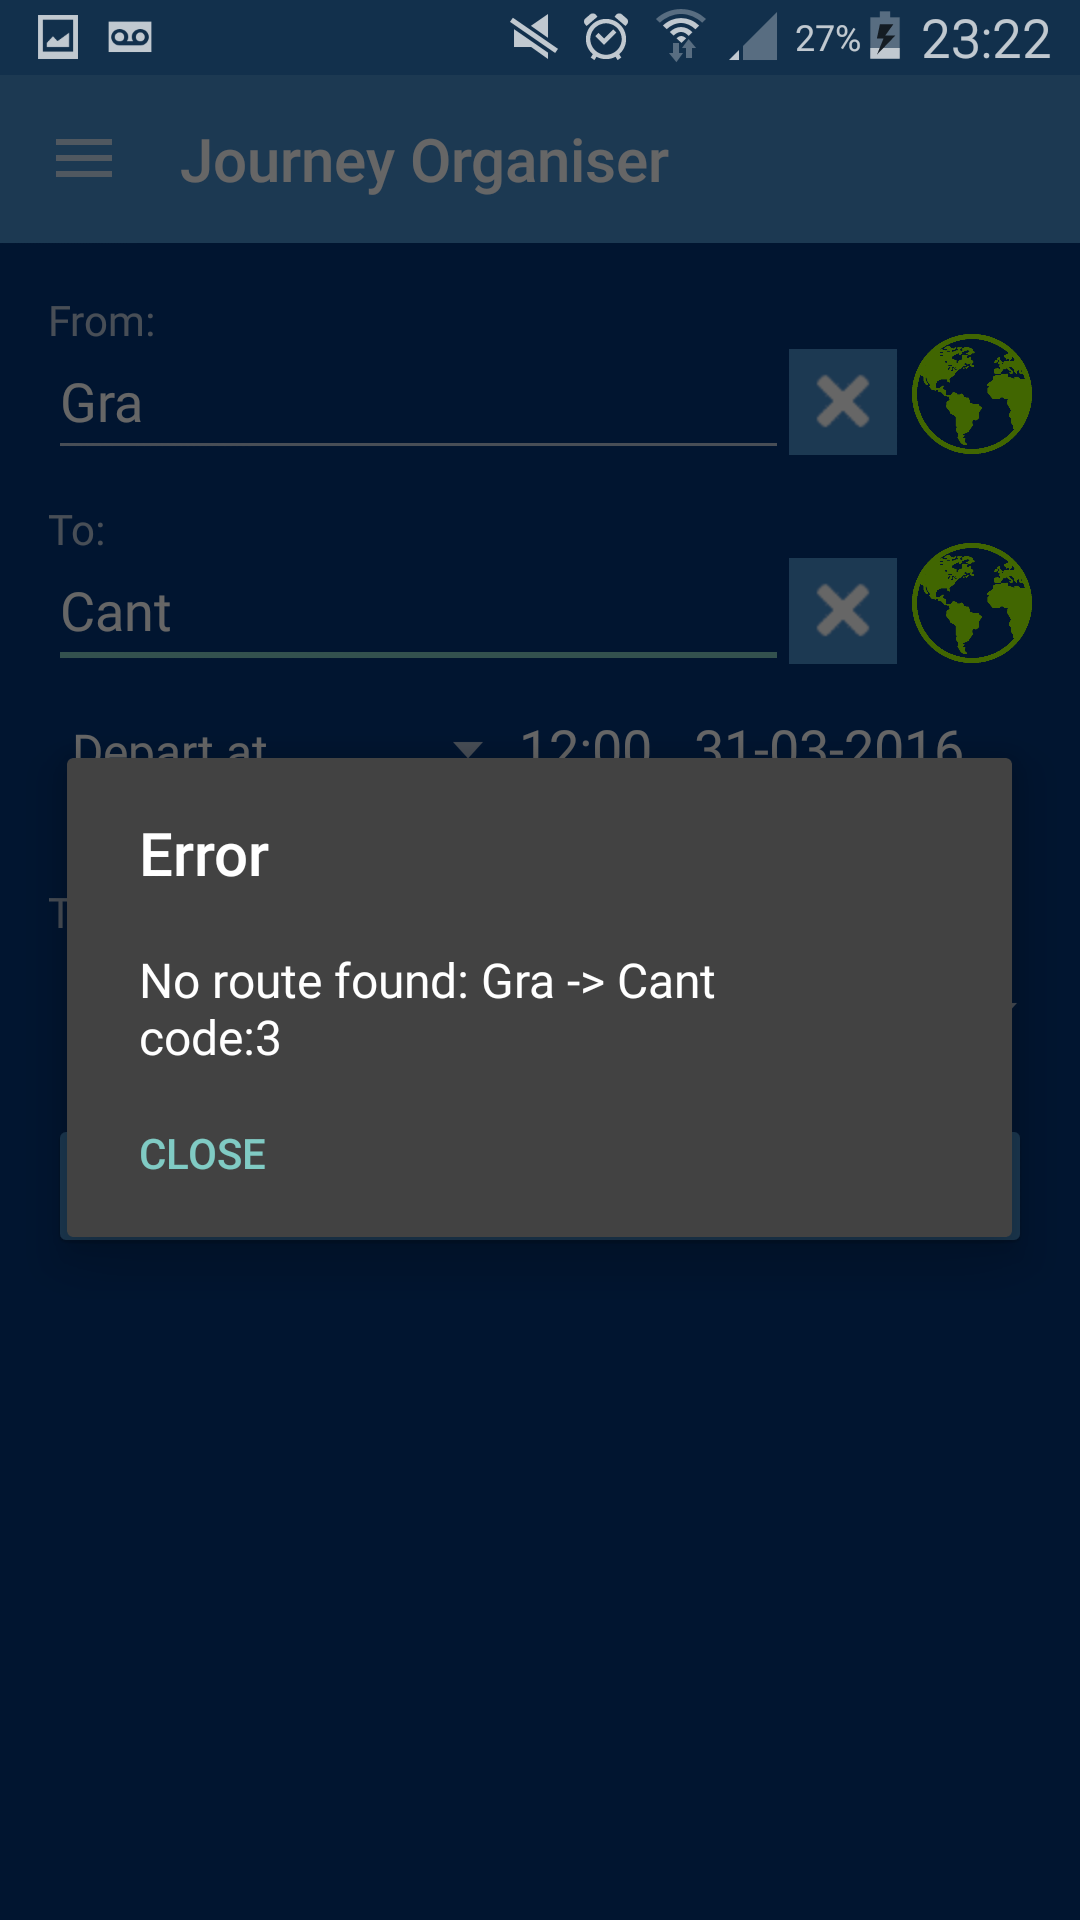 27% 23:22
Journey Organiser
From:
Gra
To:
Cant
Depart at 12:00 31-03-2016
Error
No route found: Gra -> Cant
code:3
CLOSE